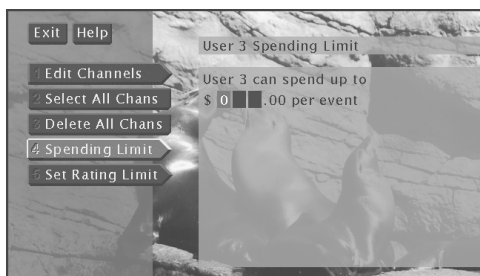 Exit Help
User 3 Spending Limit
1 Edit Channels
2 Select All Chans
3 Delete All Chans
4 Spending Limit
5 Set Rating Limit
User 3 can spend up to
$ 0 .00 per event